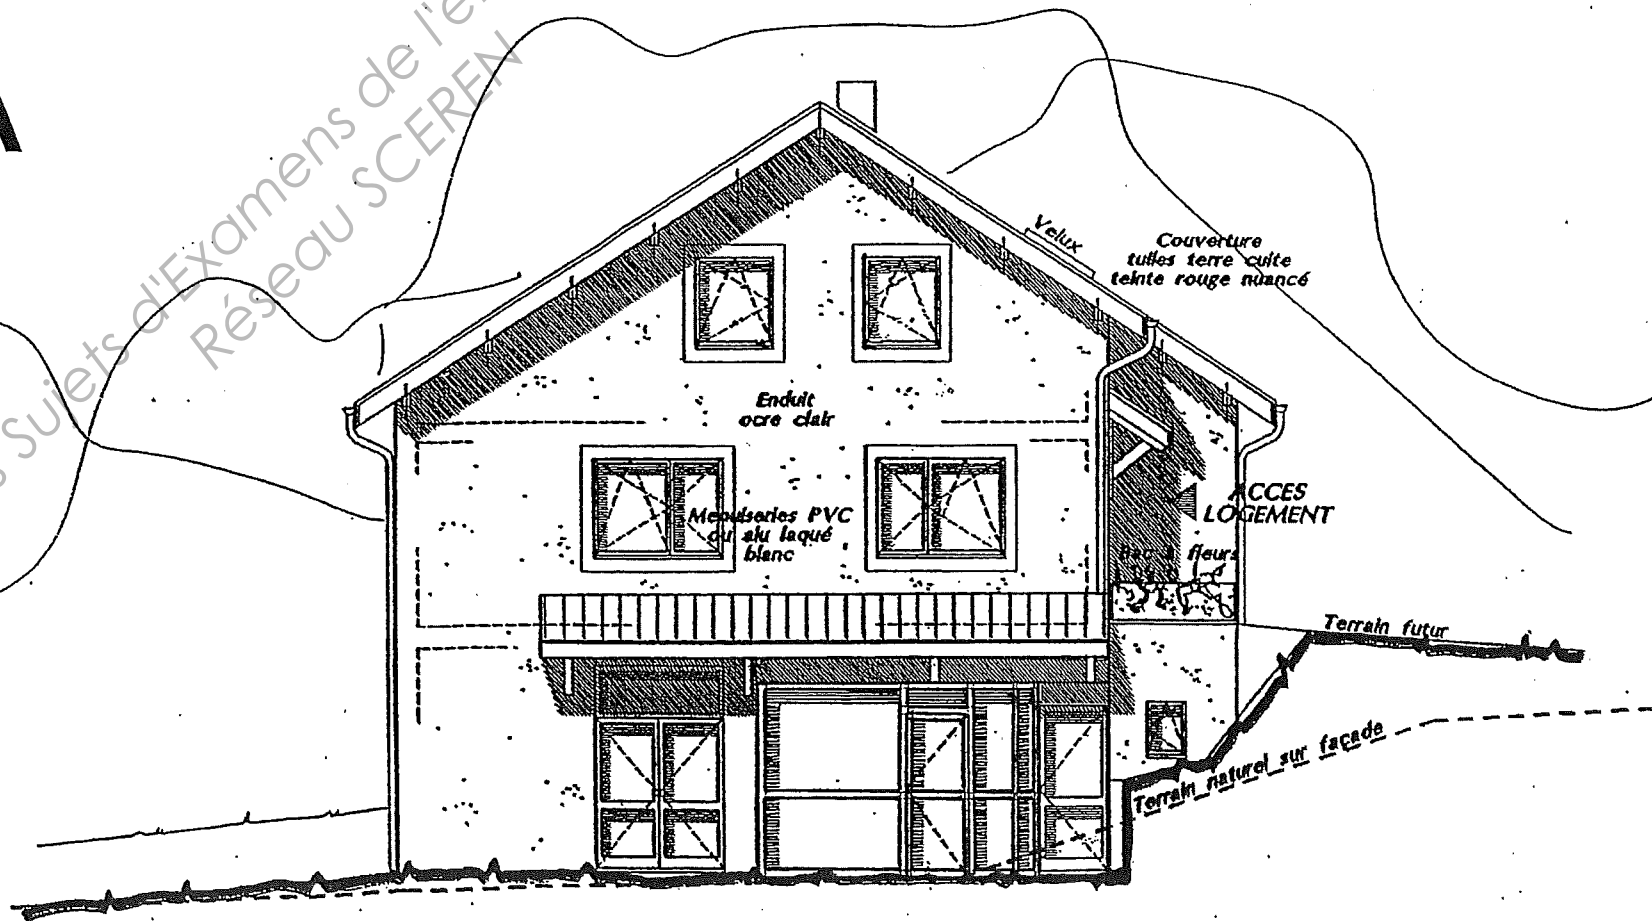 Sujets d'Examens de l'e
Réseau SCEREN
Velux
Couverture
tuiles terre cuite
teinte rouge nuancé
Enduit
ocre clair
Menuiseries PVC
ou alu laqué
blanc
ACCES
LOGEMENT
Bac à fleurs
Terrain futur
Terrain naturel sur façade